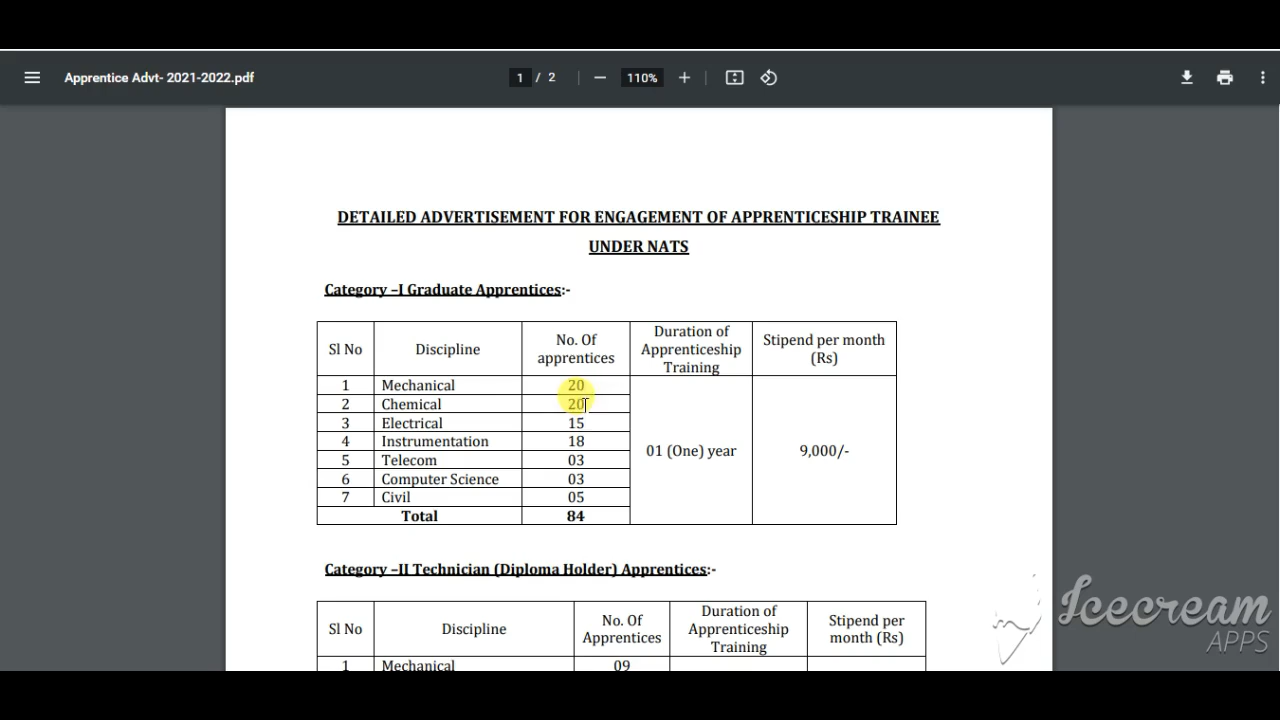 Apprentice Advt- 2021-2022.pdf
1 / 2
110%
DETAILED ADVERTISEMENT FOR ENGAGEMENT OF APPRENTICESHIP TRAINEE
UNDER NATS
Category –I Graduate Apprentices:-
Sl No Discipline No. Of apprentices Duration of Apprenticeship Training Stipend per month (Rs)
1 Mechanical 20
2 Chemical 20
3 Electrical 15
4 Instrumentation 18
01 (One) year 9,000/-
5 Telecom 03
6 Computer Science 03
7 Civil 05
Total 84
Category –II Technician (Diploma Holder) Apprentices:-
Sl No Discipline No. Of Apprentices Duration of Apprenticeship Training Stipend per month (Rs)
1 Mechanical 09
Icecream
APPS